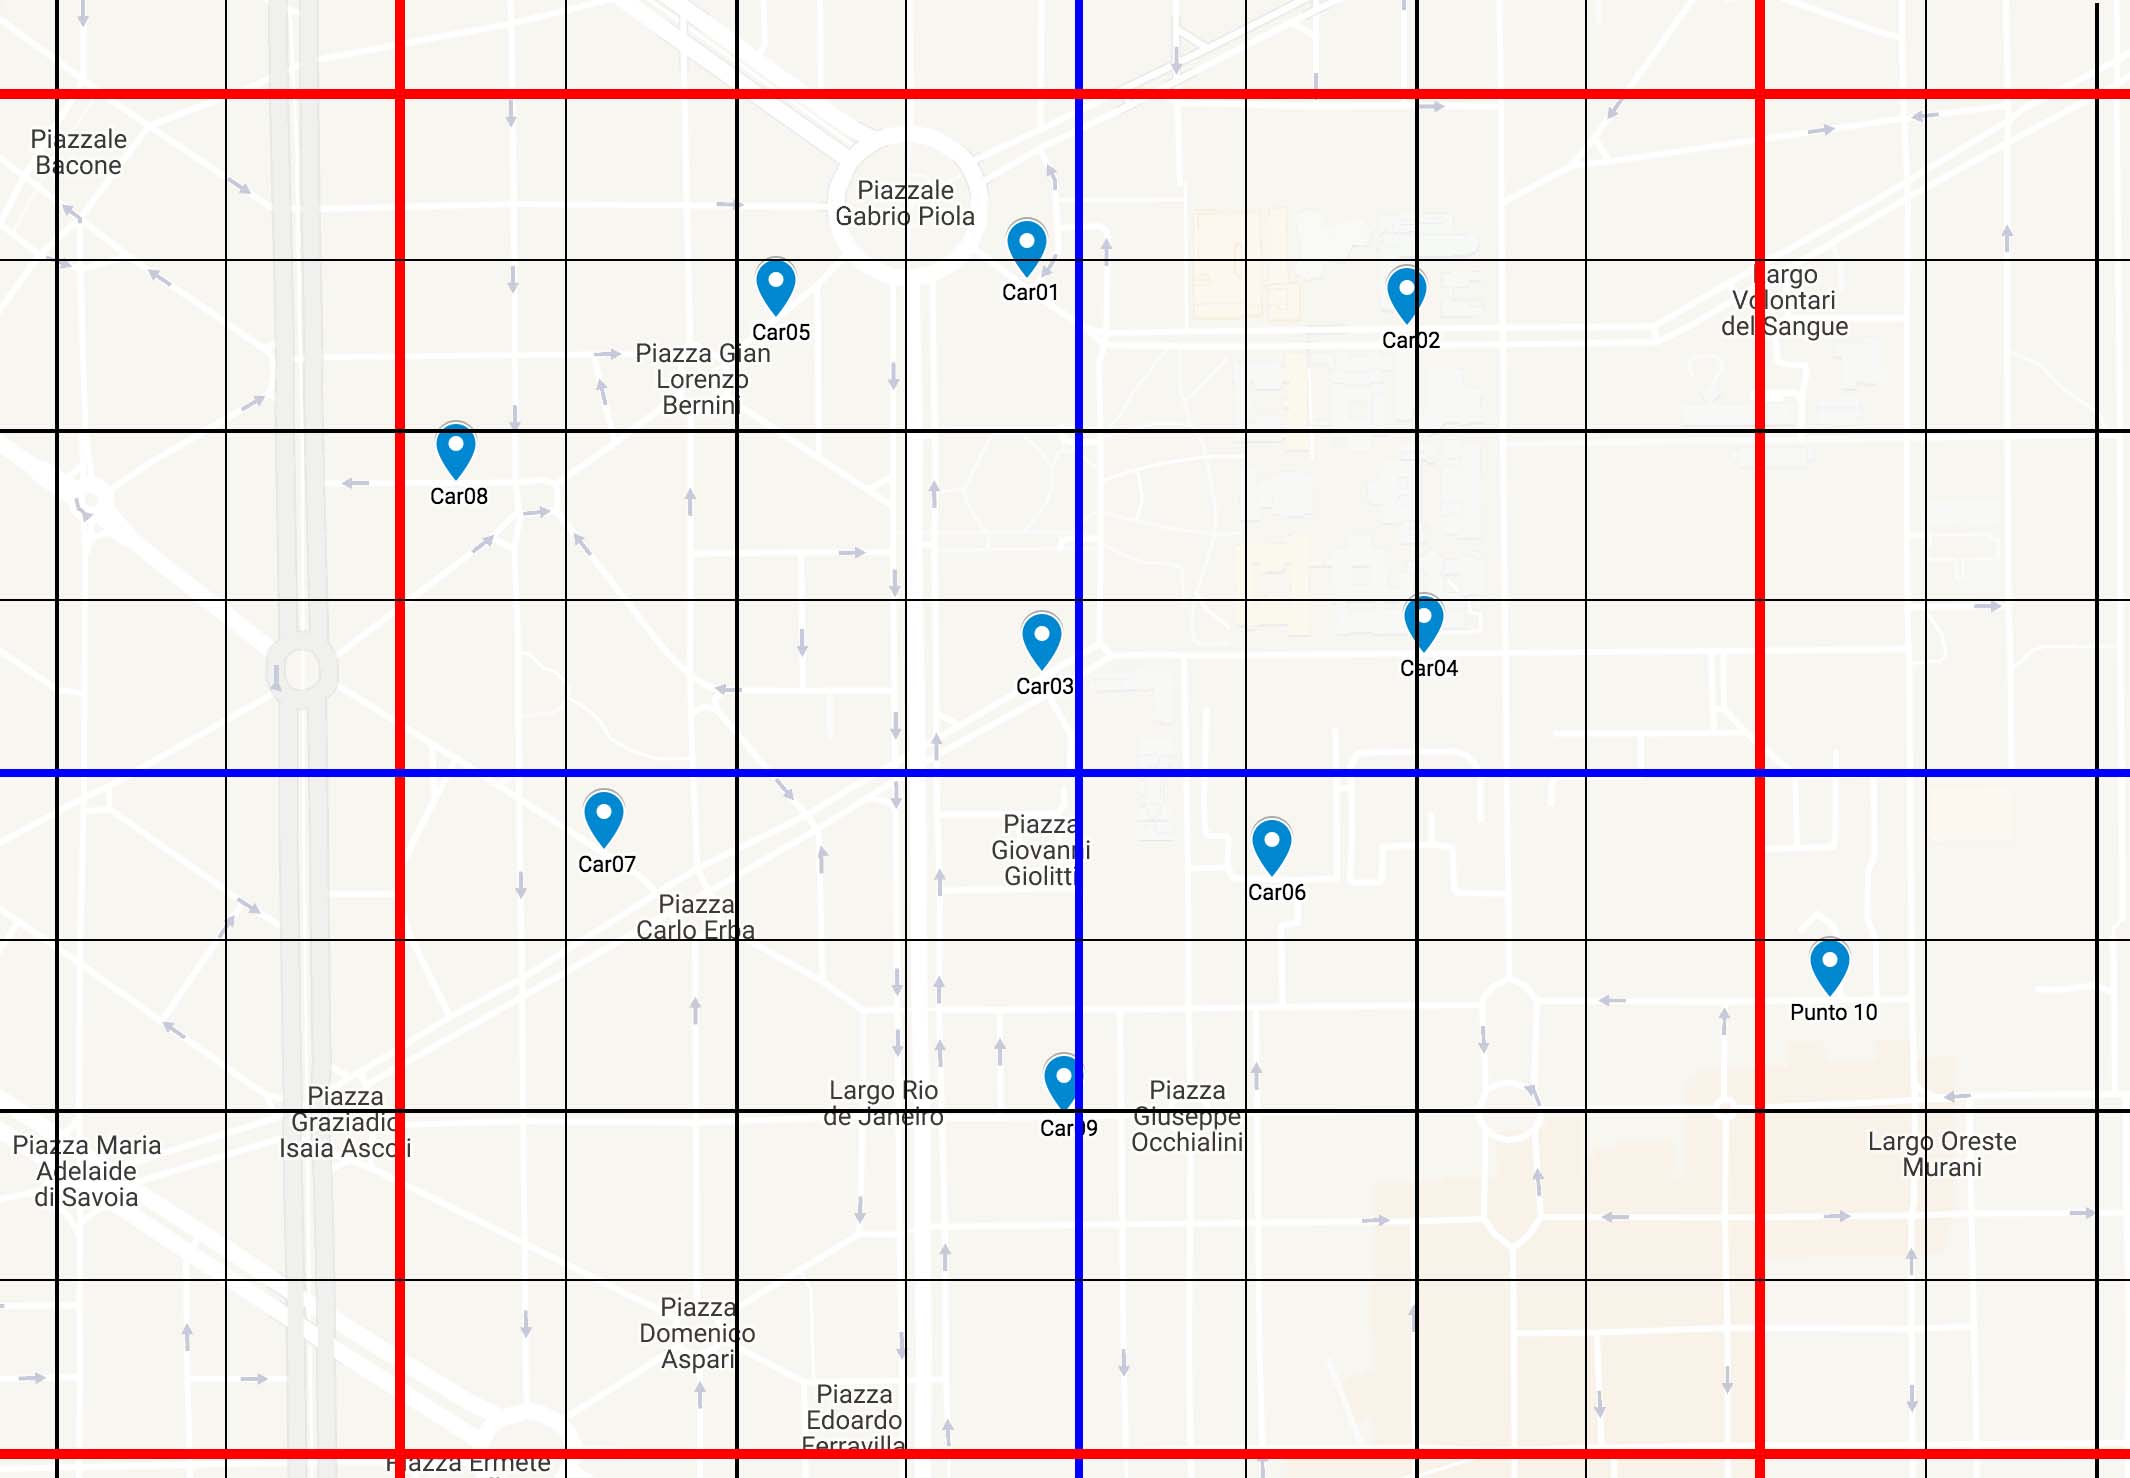 Piazzale
Bacone
Piazzale
Gabrio Piola
Car01
Car05
Car02
Largo
Volontari
del Sangue
Piazza Gian
Lorenzo
Bernini
Car08
Car03
Car04
Car07
Piazza
Giovanni
Giolitti
Car06
Piazza
Carlo Erba
Punto 10
Largo Rio
de Janeiro
Car09
Piazza
Giuseppe
Occhialini
Piazza
Graziadio
Isaia Ascoli
Piazza Maria
Adelaide
di Savoia
Largo Oreste
Murani
Piazza
Domenico
Aspari
Piazza
Edoardo
Ferravilla
Piazza Ermete